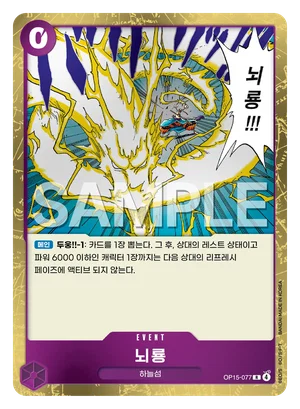 0
뇌룡!!!
SAMPLE
메인 두웅!!-1: 카드를 1장 뽑는다. 그 후, 상대의 레스트 상태이고
파워 6000 이하인 캐릭터 1장까지는 다음 상대의 리프레시
페이즈에 액티브 되지 않는다.
EVENT
뇌룡
하늘섬
OP15-077 R